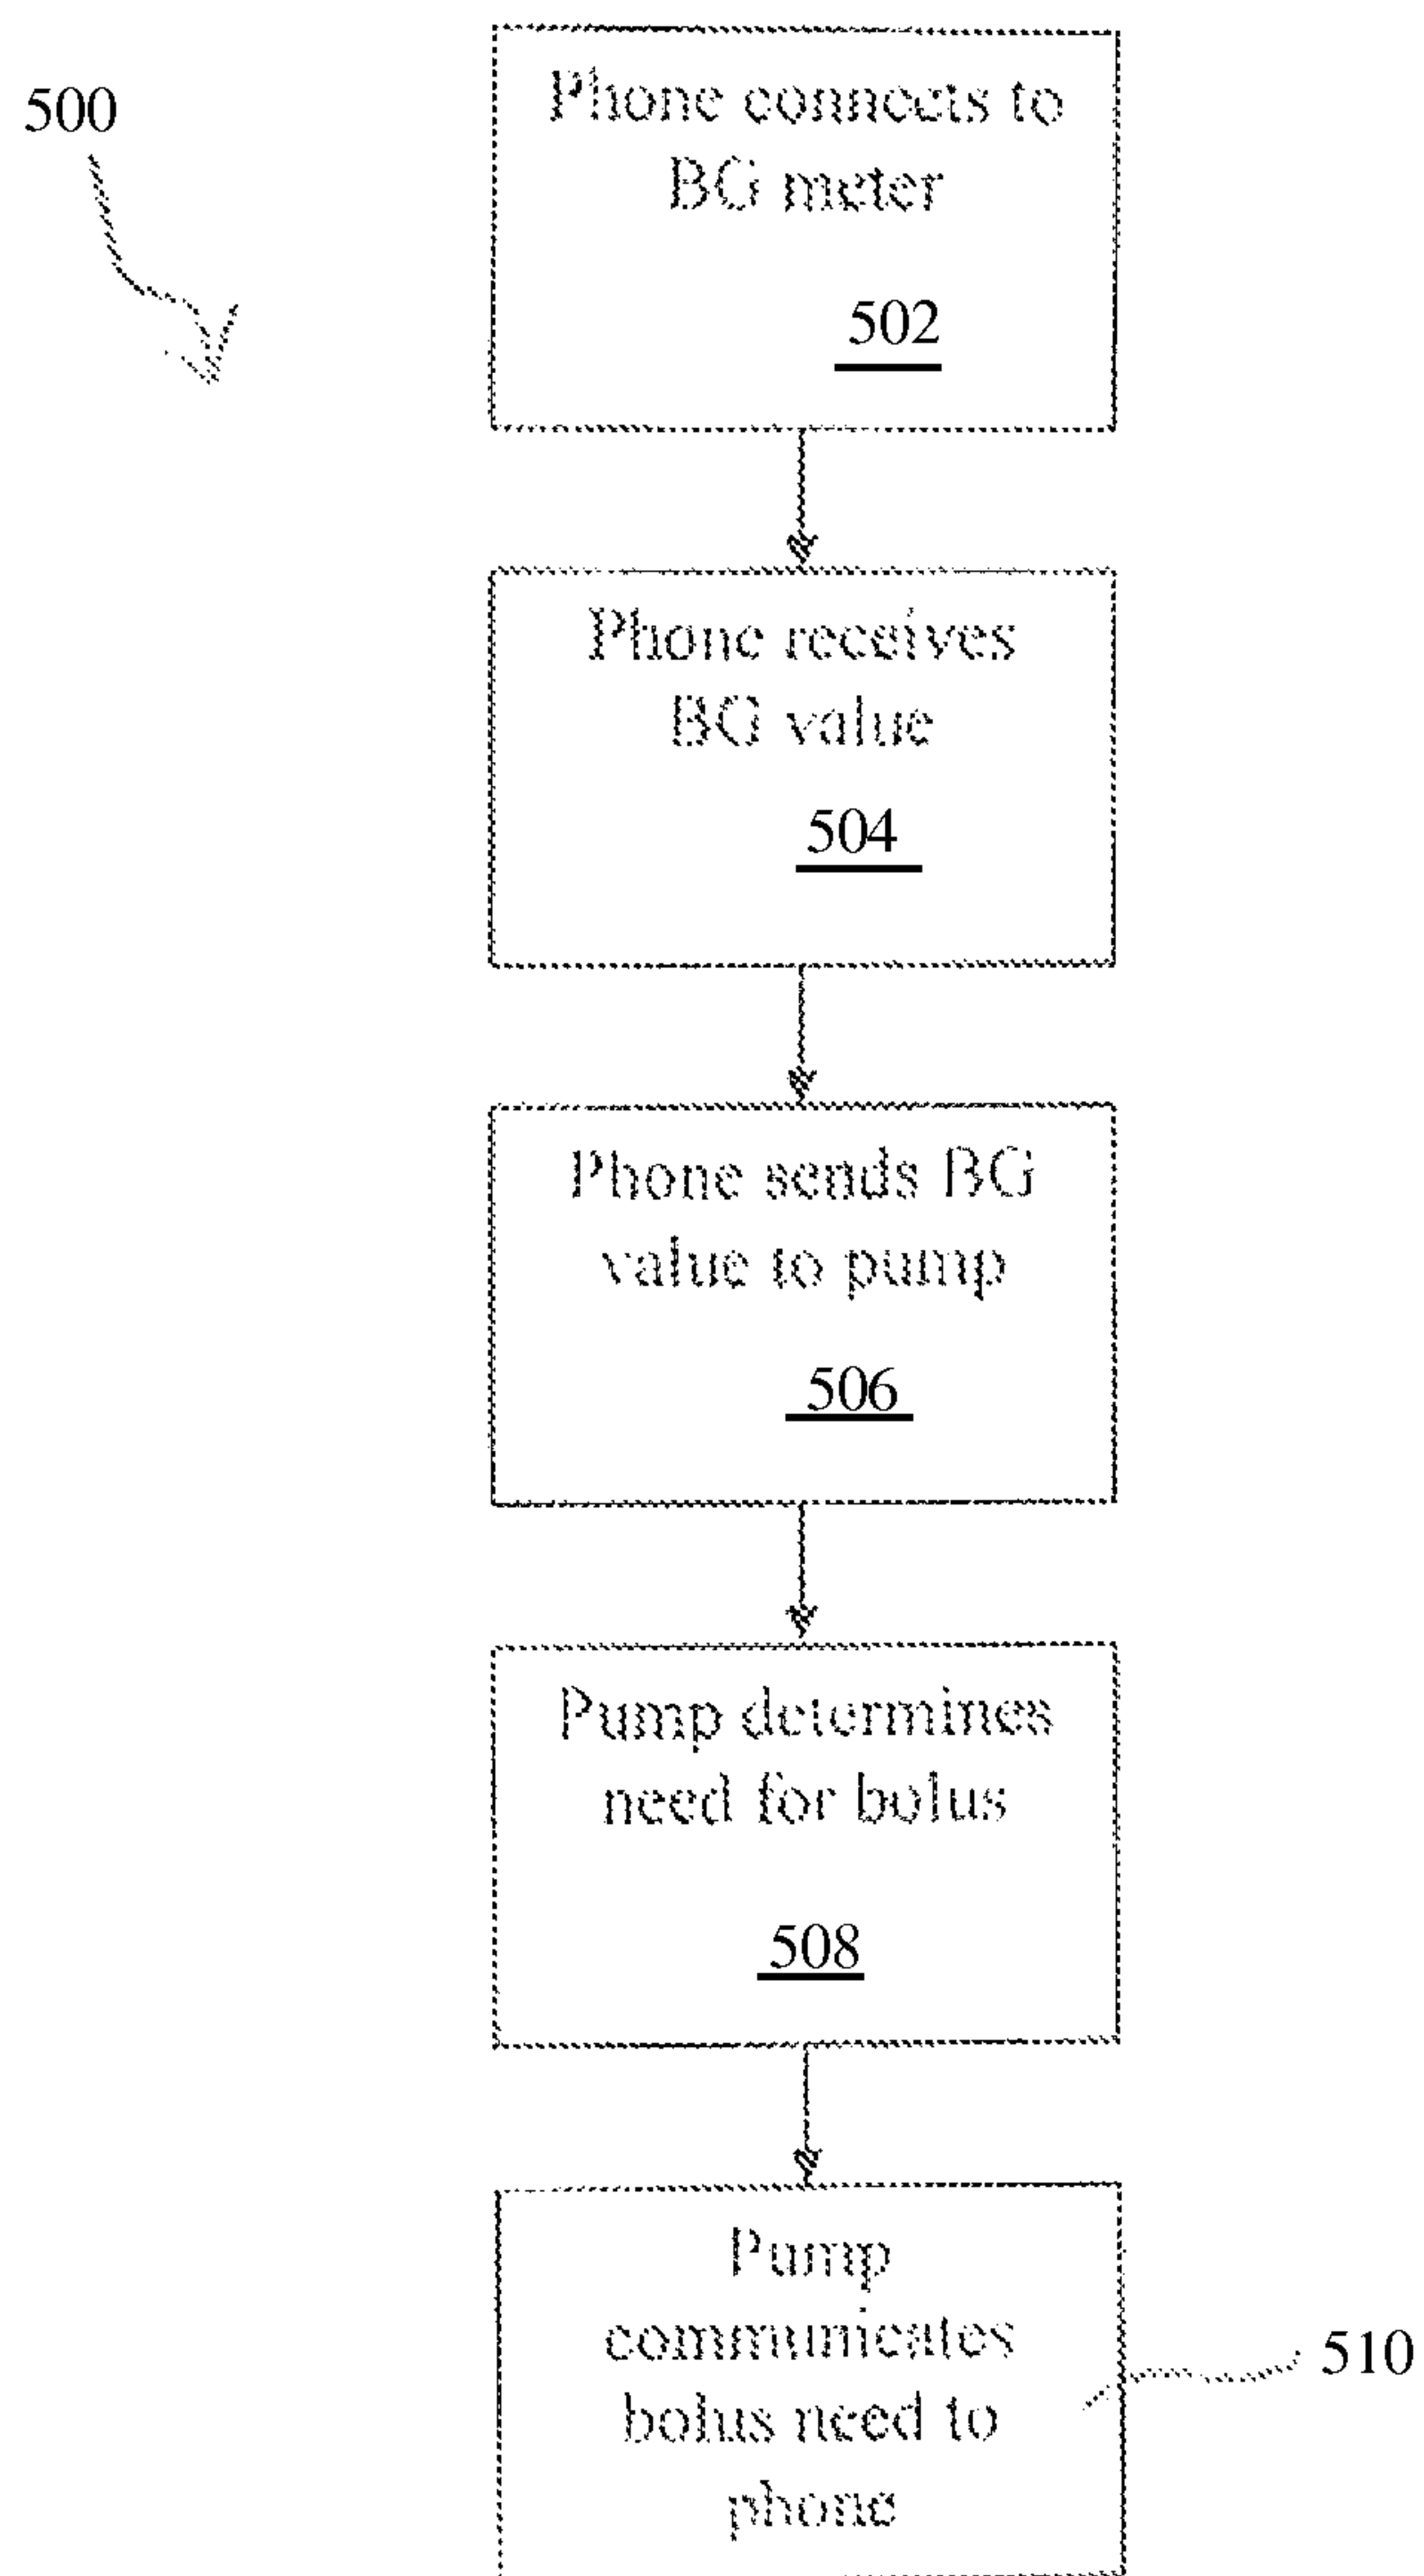 500
Phone connects to
BG meter
502
Phone receives
BG value
504
Phone sends BG
value to pump
506
Pump determines
need for bolus
508
Pump
communicates
bolus need to
phone
510